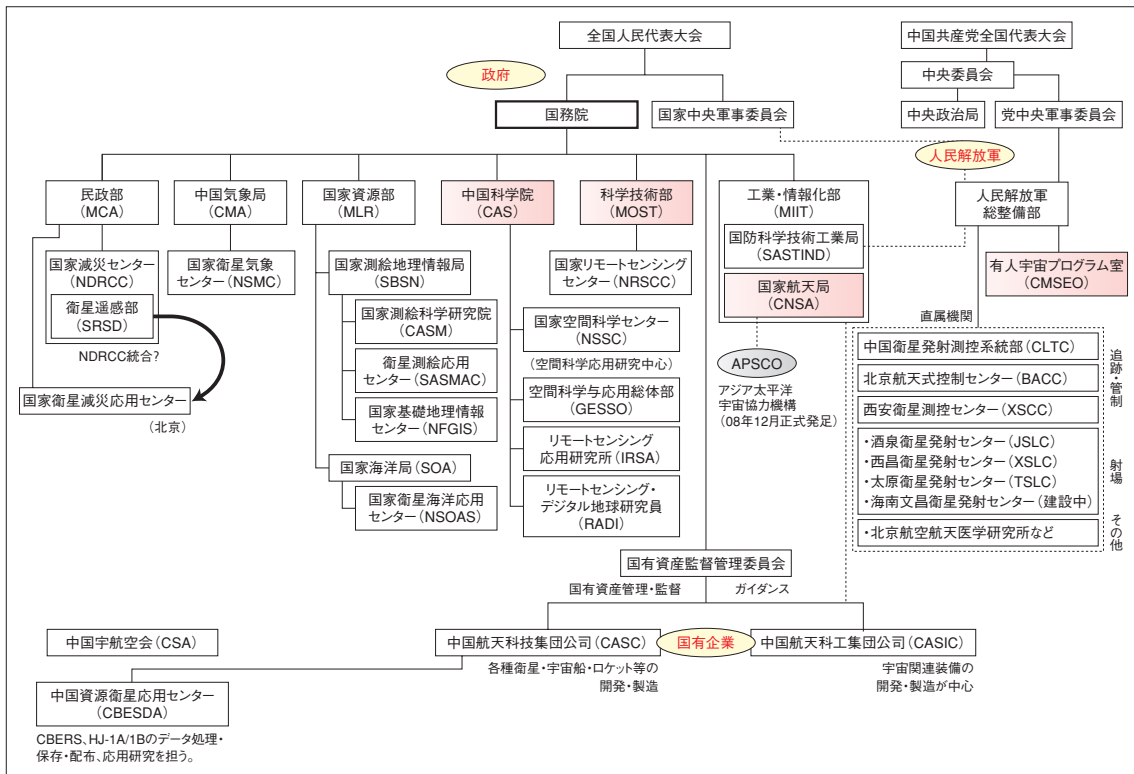 全国人民代表大会
中国共産党全国代表大会
政府
中央委員会
国務院
国家中央軍事委員会
中央政治局
党中央軍事委員会
人民解放軍
民政部
(MCA)
中国気象局
(CMA)
国家資源部
(MLR)
中国科学院
(CAS)
科学技術部
(MOST)
工業・情報化部
(MIIT)
人民解放軍
総整備部
国防科学技術工業局
(SASTIND)
国家航天局
(CNSA)
有人宇宙プログラム室
(CMSEO)
国家減災センター
(NDRCC)
衛星遥感部
(SRSD)
NDRCC統合?
国家衛星減災応用センター
(北京)
国家衛星気象
センター(NSMC)
国家測絵地理情報局
(SBSN)
国家測絵科学研究院
(CASM)
衛星測絵応用
センター(SASMAC)
国家基礎地理情報
センター(NFGIS)
国家海洋局(SOA)
国家衛星海洋応用
センター(NSOAS)
国家リモートセンシング
センター(NRSCC)
国家空間科学センター
(NSSC)
(空間科学応用研究中心)
空間科学与応用総体部
(GESSO)
リモートセンシング
応用研究所(IRSA)
リモートセンシング・
デジタル地球研究員
(RADI)
APSCO
アジア太平洋
宇宙協力機構
(08年12月正式発足)
直属機関
中国衛星発射測控系統部(CLTC)
北京航天式控制センター(BACC)
西安衛星測控センター(XSCC)
追跡・管制
・酒泉衛星発射センター(JSLC)
・西昌衛星発射センター(XSLC)
・太原衛星発射センター(TSLC)
・海南文昌衛星発射センター(建設中)
射場
・北京航空航天医学研究所など
その他
国有資産監督管理委員会
国有資産管理・監督
ガイダンス
中国宇航空会(CSA)
中国航天科技集団公司(CASC)
国有企業
中国航天科工集団公司(CASIC)
各種衛星・宇宙船・ロケット等の
開発・製造
宇宙関連装備の
開発・製造が中心
中国資源衛星応用センター
(CBESDA)
CBERS、HJ-1A/1Bのデータ処理・
保存・配布、応用研究を担う。